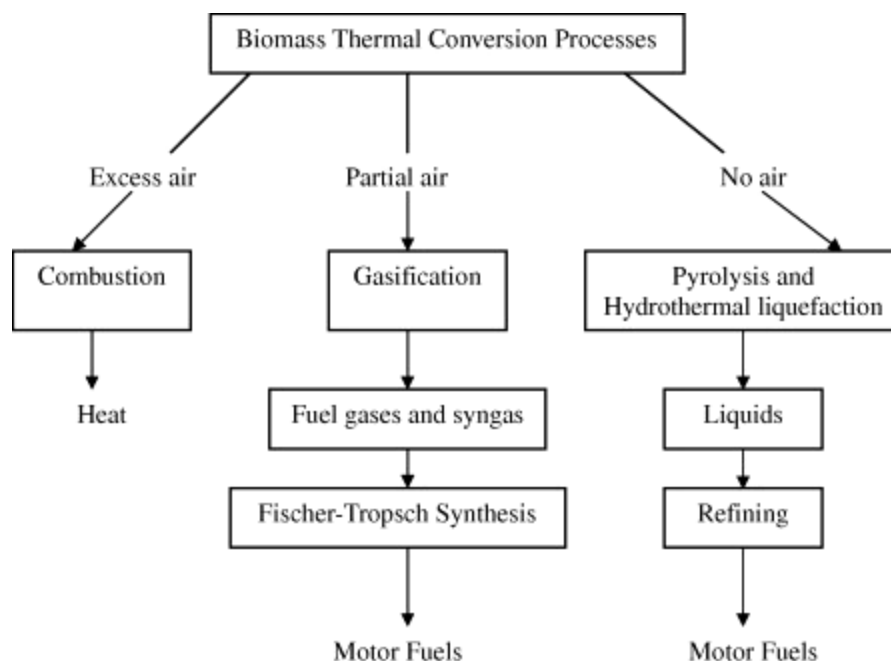 Biomass Thermal Conversion Processes
Excess air
Partial air
No air
Combustion
Gasification
Pyrolysis and
Hydrothermal liquefaction
Heat
Fuel gases and syngas
Liquids
Fischer-Tropsch Synthesis
Refining
Motor Fuels
Motor Fuels